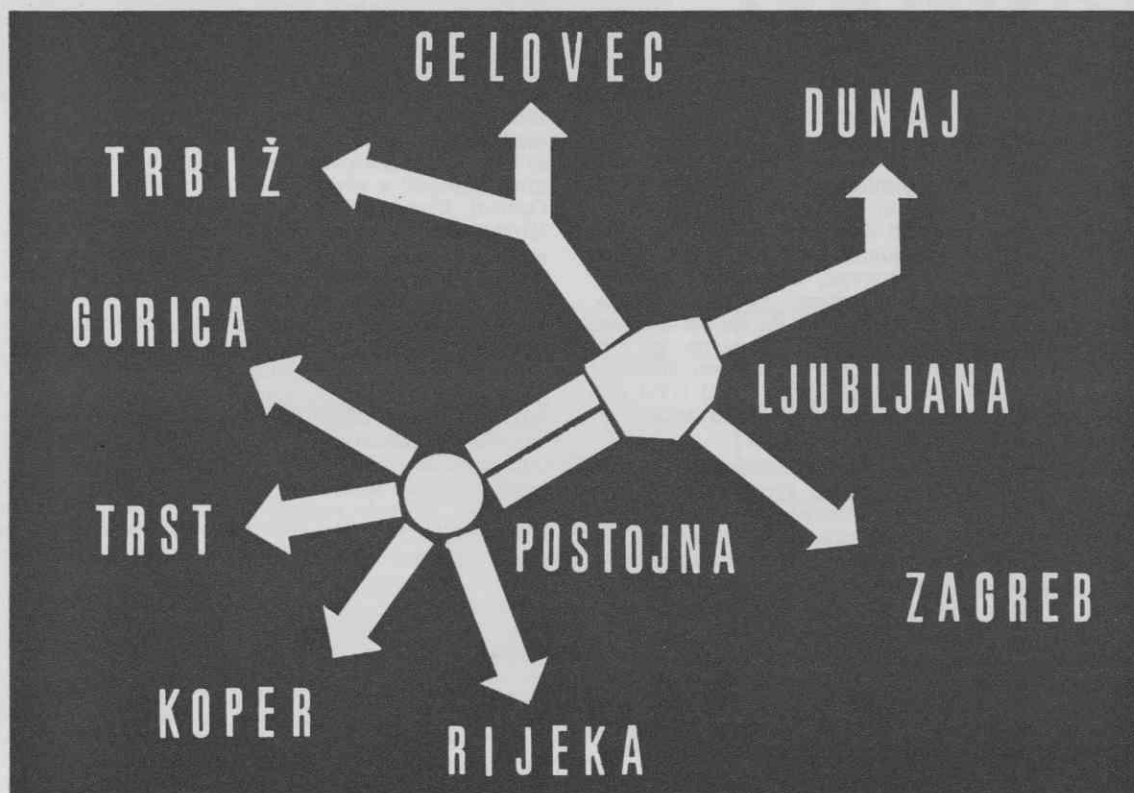 CELOVEC
DUNAJ
TRBIŽ
GORICA
LJUBLJANA
TRST
POSTOJNA
ZAGREB
KOPER
RIJEKA